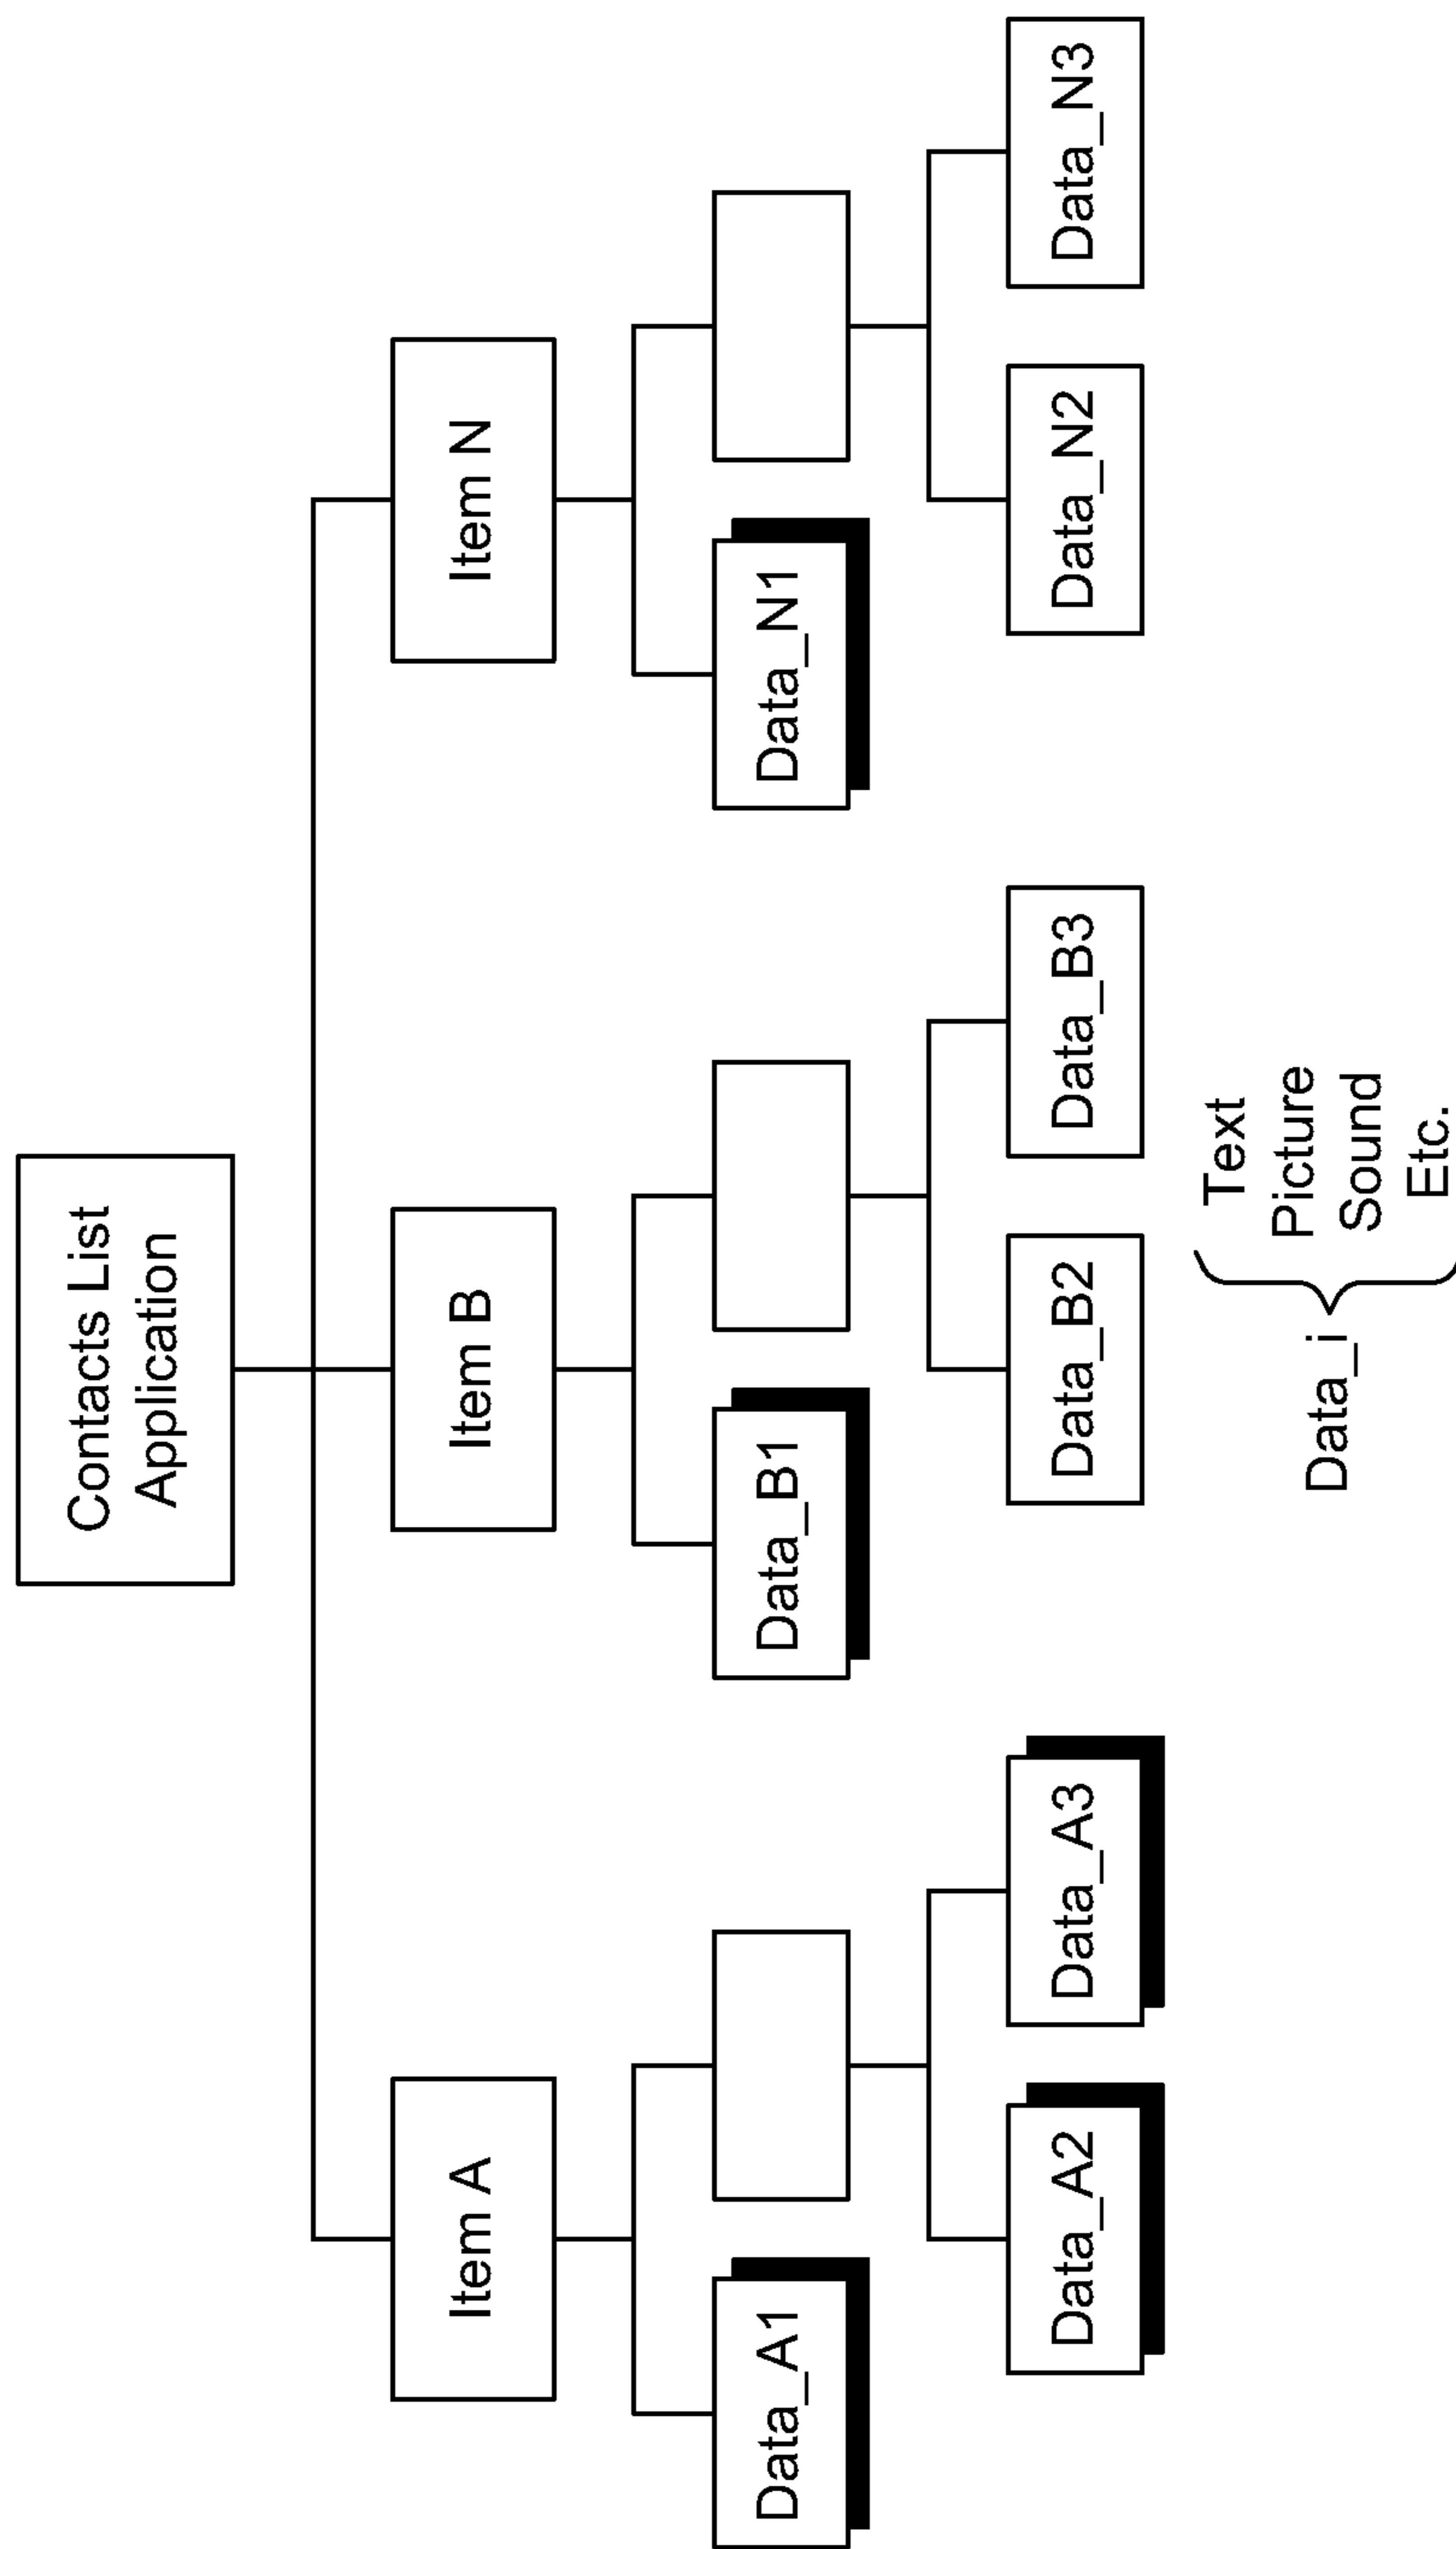 Contacts List
Application
Item A
Item B
Item N
Data_A1
Data_B1
Data_N1
Data_A2
Data_A3
Data_B2
Data_B3
Data_N2
Data_N3
Data_i
Text
Picture
Sound
Etc.